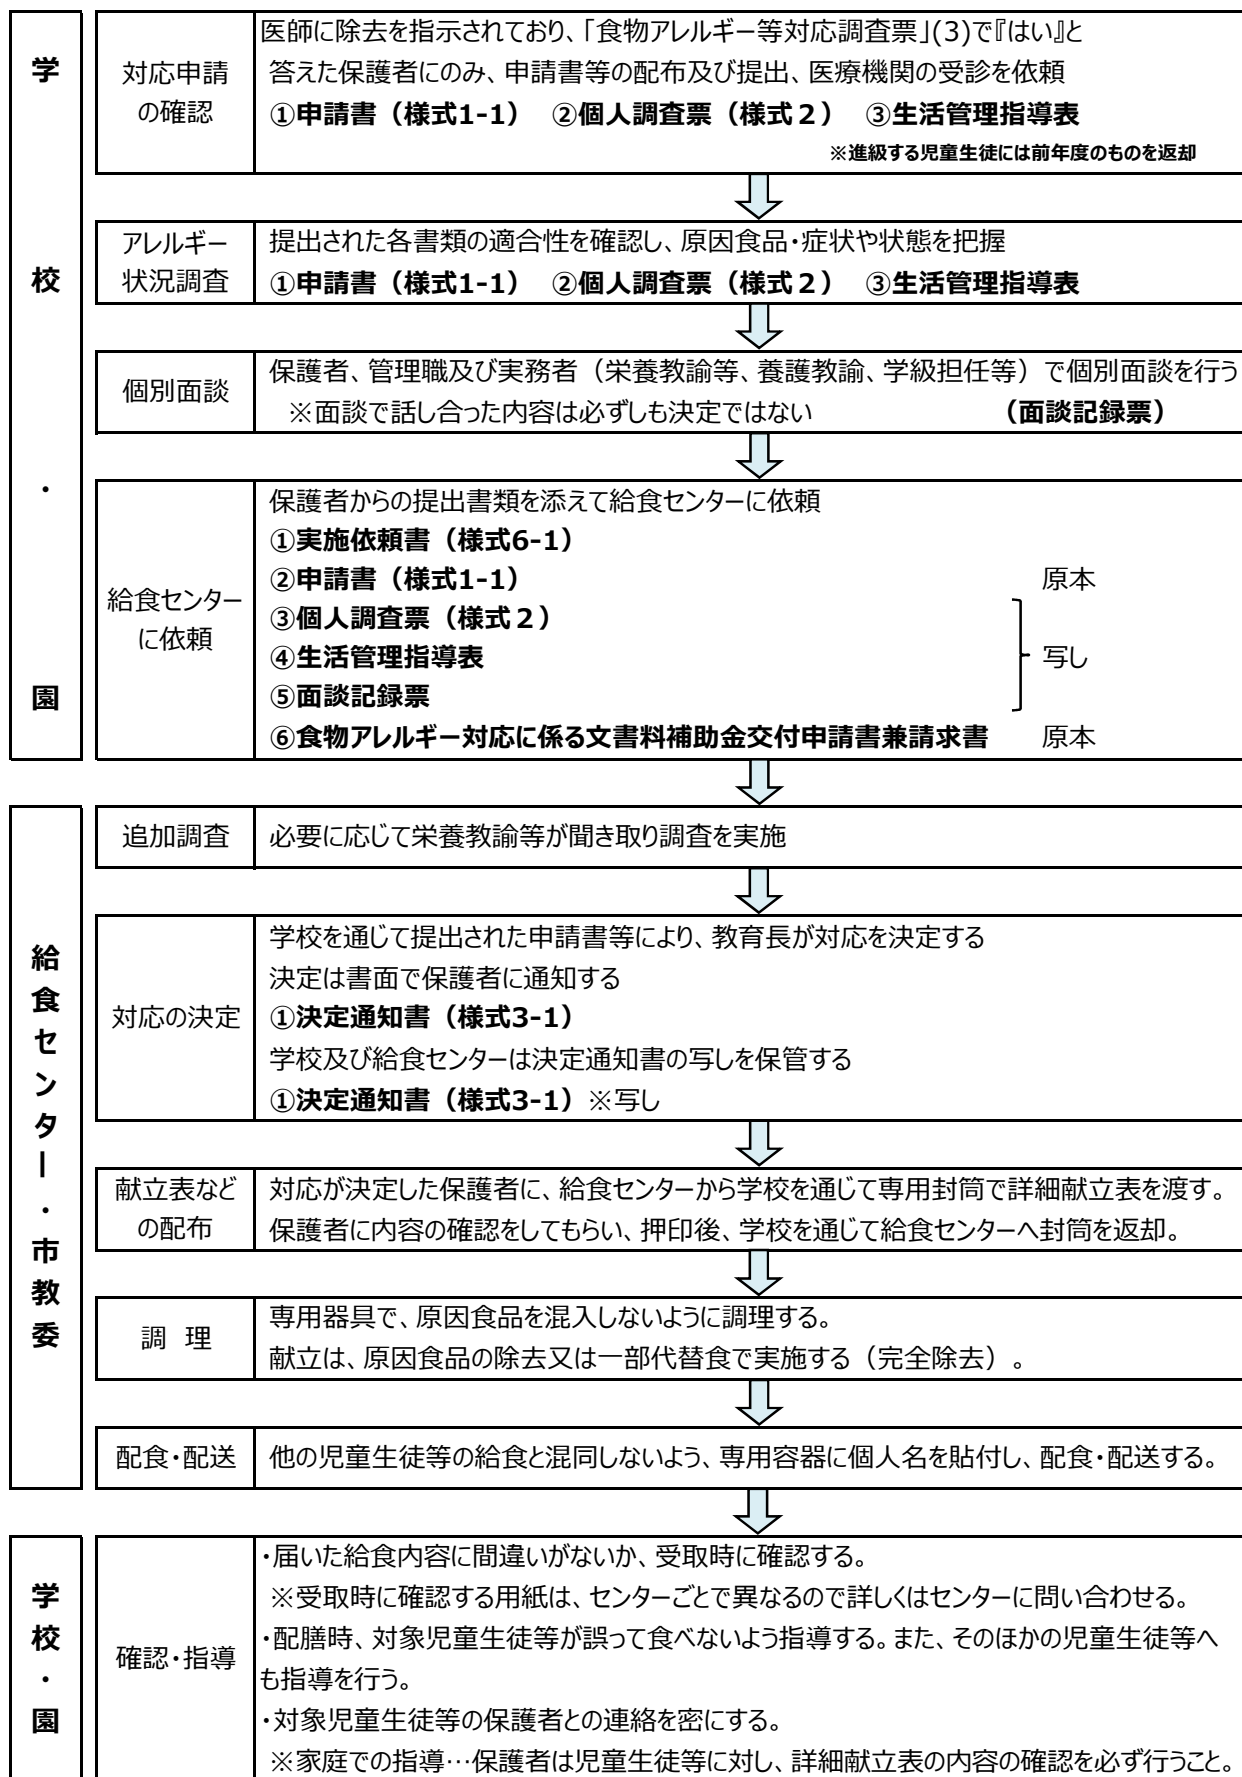 学校・園
対応申請
の確認
医師に除去を指示されており、「食物アレルギー等対応調査票」(3)で『はい』と
答えた保護者にのみ、申請書等の配布及び提出、医療機関の受診を依頼
①申請書（様式1-1）　②個人調査票（様式２）　③生活管理指導表
※進級する児童生徒には前年度のものを返却
アレルギー
状況調査
提出された各書類の適合性を確認し、原因食品・症状や状態を把握
①申請書（様式1-1）　②個人調査票（様式２）　③生活管理指導表
個別面談
保護者、管理職及び実務者（栄養教諭等、養護教諭、学級担任等）で個別面談を行う
※面談で話し合った内容は必ずしも決定ではない　（面談記録票）
給食センター
に依頼
保護者からの提出書類を添えて給食センターに依頼
①実施依頼書（様式6-1）
②申請書（様式1-1）　原本
③個人調査票（様式２）
④生活管理指導表　写し
⑤面談記録票
⑥食物アレルギー対応に係る文書料補助金交付申請書兼請求書　原本
給食センター・市教委
追加調査
必要に応じて栄養教諭等が聞き取り調査を実施
対応の決定
学校を通じて提出された申請書等により、教育長が対応を決定する
決定は書面で保護者に通知する
①決定通知書（様式3-1）
学校及び給食センターは決定通知書の写しを保管する
①決定通知書（様式3-1）※写し
献立表など
の配布
対応が決定した保護者に、給食センターから学校を通じて専用封筒で詳細献立表を渡す。
保護者に内容の確認をしてもらい、押印後、学校を通じて給食センターへ封筒を返却。
調　理
専用器具で、原因食品を混入しないように調理する。
献立は、原因食品の除去又は一部代替食で実施する（完全除去）。
配食・配送
他の児童生徒等の給食と混同しないよう、専用容器に個人名を貼付し、配食・配送する。
学校・園
確認・指導
・届いた給食内容に間違いがないか、受取時に確認する。
※受取時に確認する用紙は、センターごとで異なるので詳しくはセンターに問い合わせる。
・配膳時、対象児童生徒等が誤って食べないよう指導する。また、そのほかの児童生徒等へ
も指導を行う。
・対象児童生徒等の保護者との連絡を密にする。
※家庭での指導…保護者は児童生徒等に対し、詳細献立表の内容の確認を必ず行うこと。